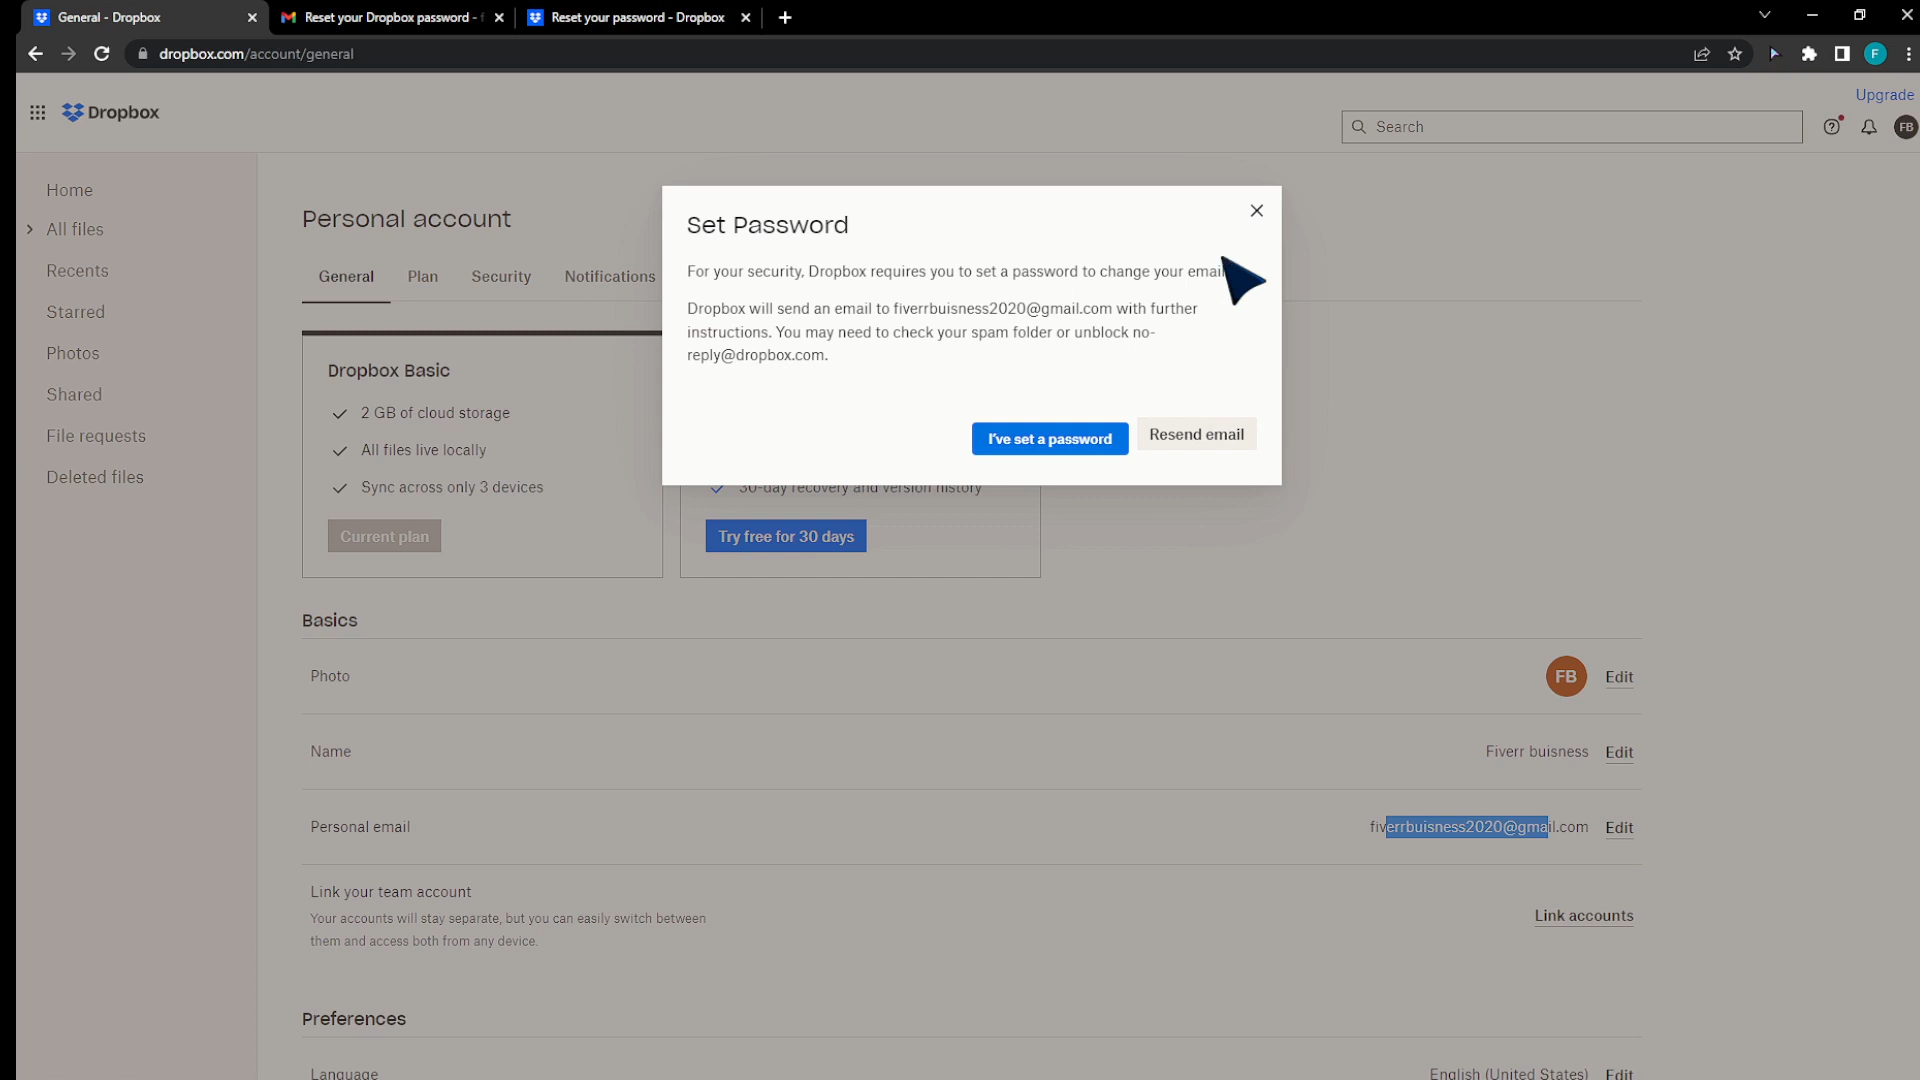 General - Dropbox
Reset your Dropbox password -
Reset your password - Dropbox
dropbox.com/account/general
F
Dropbox
Upgrade
Search
FB
Home
All files
Recents
Starred
Photos
Shared
File requests
Deleted files
Personal account
General Plan Security Notifications
Dropbox Basic
2 GB of cloud storage
All files live locally
Sync across only 3 devices
Current plan
30-day recovery and version history
Try free for 30 days
Set Password
For your security, Dropbox requires you to set a password to change your email
Dropbox will send an email to fiverrbuisness2020@gmail.com with further
instructions. You may need to check your spam folder or unblock no-
reply@dropbox.com.
I've set a password
Resend email
Basics
Photo
FB
Edit
Name
Fiverr buisness
Edit
Personal email
fiverrbuisness2020@gmail.com
Edit
Link your team account
Your accounts will stay separate, but you can easily switch between
them and access both from any device.
Link accounts
Preferences
Language
English (United States)
Edit